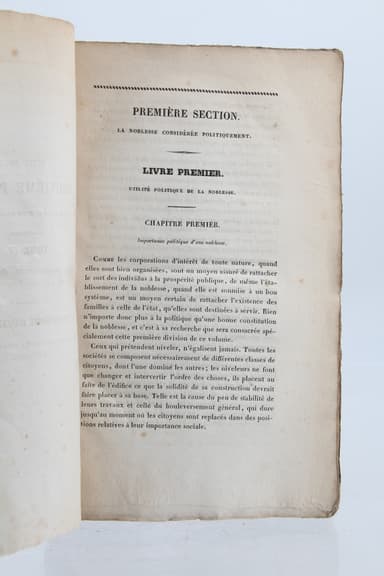 PREMIÈRE SECTION.
LA NOBLESSE CONSIDÉRÉE POLITIQUEMENT.
LIVRE PREMIER.
UTILITÉ POLITIQUE DE LA NOBLESSE.
CHAPITRE PREMIER.
Importance politique d'une noblesse.
COMME les corporations d'intérêt de toute nature, quand
elles sont bien organisées, sont un moyen assuré de rattacher
le sort des individus à la prospérité publique, de même l'éta-
blissement de la noblesse, quand elle est soumise à un bon
système, est un moyen certain de rattacher l'existence des
familles à celle de l'état, qu'elles sont destinées à servir. Rien
n'importe donc plus à la politique qu'une bonne constitution
de la noblesse, et c'est à sa recherche que sera consacrée spé-
cialement cette première division de ce volume.
Ceux qui prétendent niveler, n'égalisent jamais. Toutes les
sociétés se composent nécessairement de différentes classes de
citoyens, dont l'une domine les autres; les niveleurs ne font
que changer et intervertir l'ordre des choses, ils placent au
faîte de l'édifice ce que la solidité de sa construction devrait
faire placer à sa base. Telle est la cause du peu de stabilité de
leurs travaux et celle du bouleversement général, qui dure
jusqu'au moment où les citoyens sont replacés dans des posi-
tions relatives à leur importance sociale.